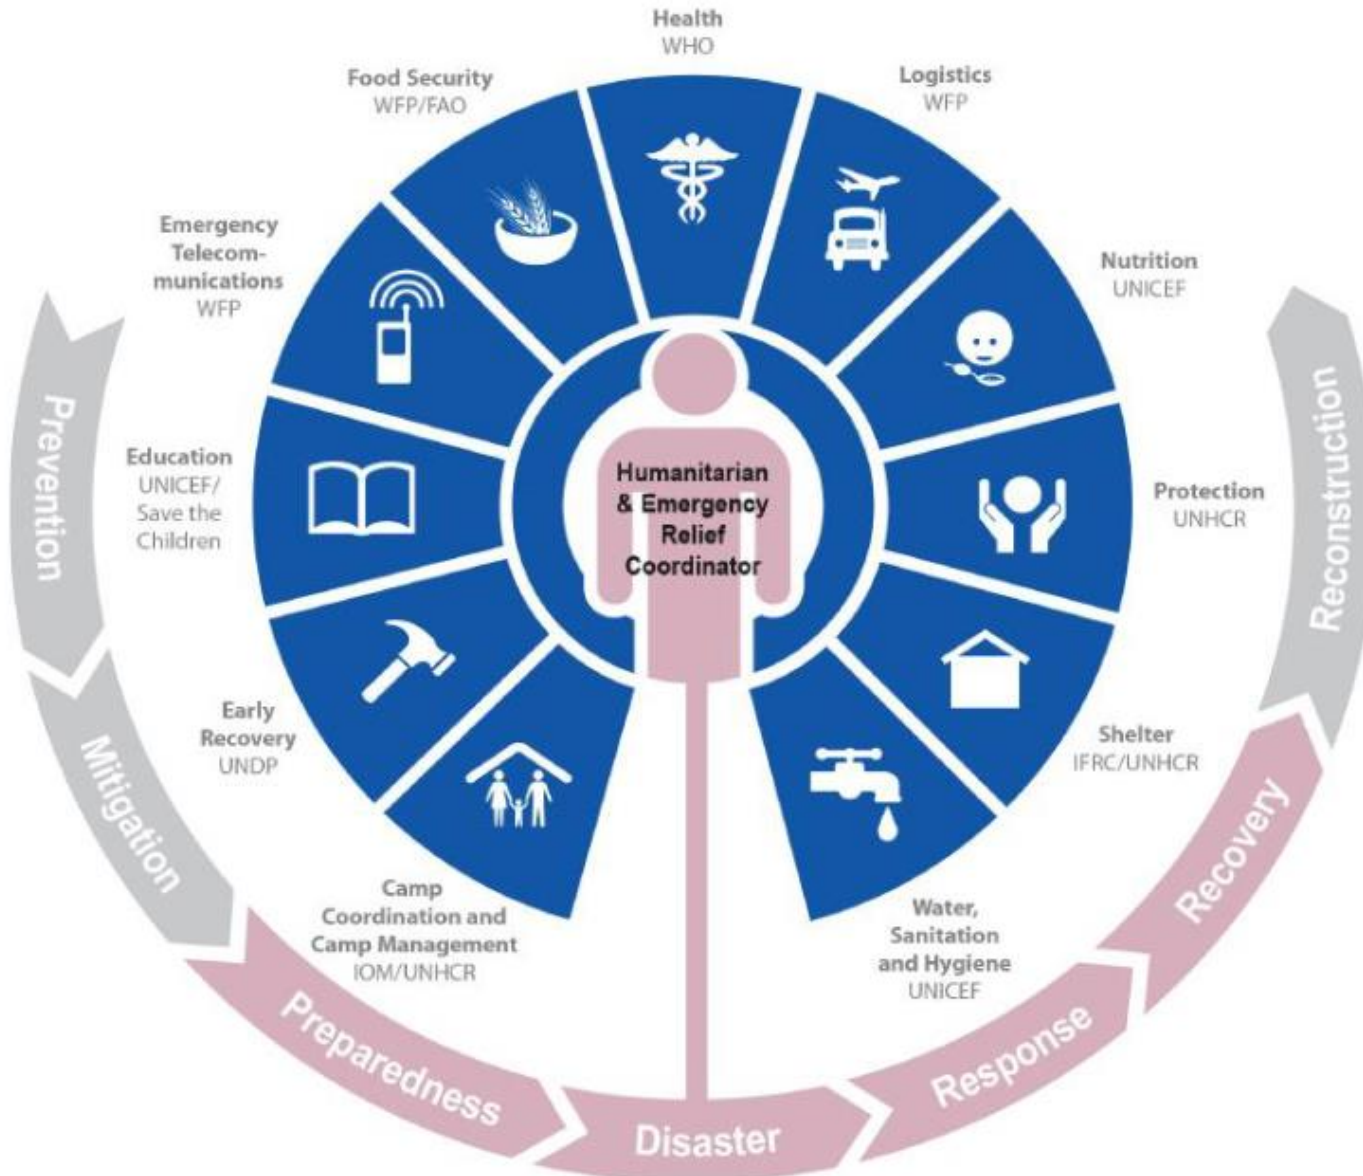 Health
WHO
Logistics
WFP
Food Security
WFP/FAO
Nutrition
UNICEF
Emergency
Telecom-
munications
WFP
Protection
UNHCR
Education
UNICEF/
Save the
Children
Humanitarian
& Emergency
Relief
Coordinator
Shelter
IFRC/UNHCR
Early
Recovery
UNDP
Water,
Sanitation
and Hygiene
UNICEF
Camp
Coordination and
Camp Management
IOM/UNHCR
Prevention
Mitigation
Preparedness
Disaster
Response
Recovery
Reconstruction